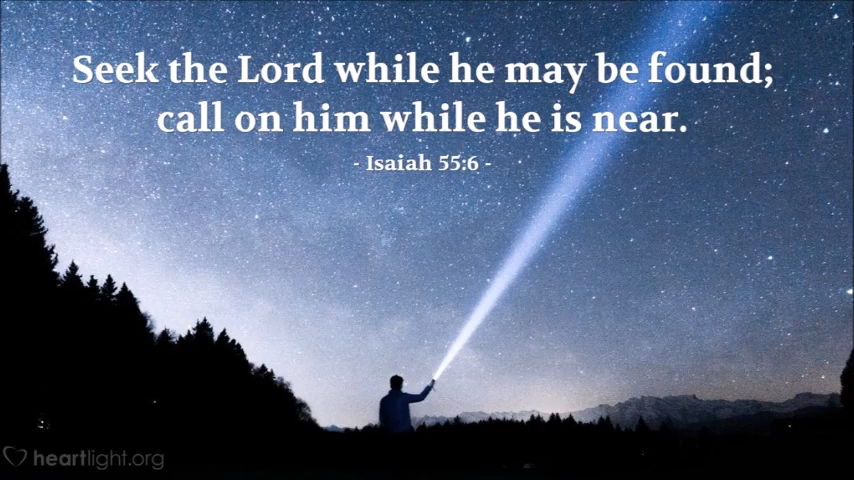 Seek the Lord while he may be found;
call on him while he is near.
- Isaiah 55:6 -
heartlight.org